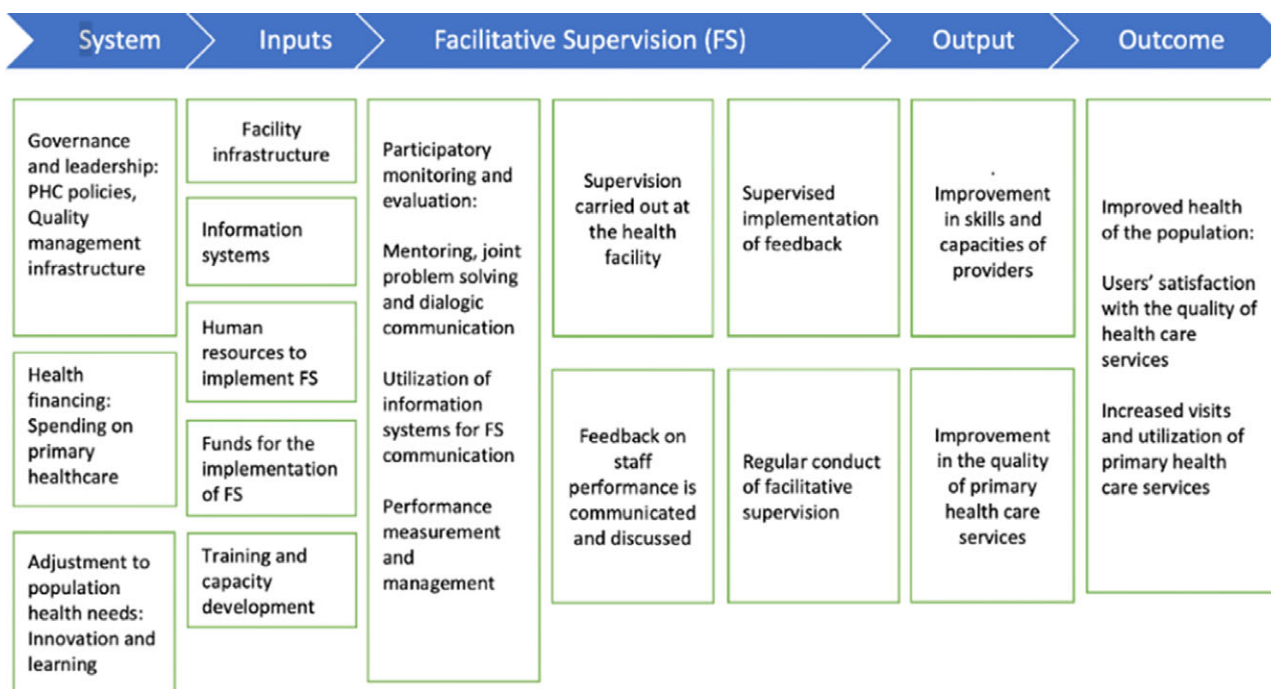 System
Inputs
Facilitative Supervision (FS)
Output
Outcome
Governance
and leadership:
PHC policies,
Quality
management
infrastructure
Health
financing:
Spending on
primary
healthcare
Adjustment to
population
health needs:
Innovation and
learning
Facility
infrastructure
Information
systems
Human
resources to
implement FS
Funds for the
implementation
of FS
Training and
capacity
development
Participatory
monitoring and
evaluation:
Mentoring, joint
problem solving
and dialogic
communication
Utilization of
information
systems for FS
communication
Performance
measurement
and
management
Supervision
carried out at
the health
facility
Feedback on
staff
performance is
communicated
and discussed
Supervised
implementation
of feedback
Regular conduct
of facilitative
supervision
.
Improvement
in skills and
capacities of
providers
Improvement
in the quality
of primary
health care
services
Improved health
of the population:
Users' satisfaction
with the quality of
health care
services
Increased visits
and utilization of
primary health
care services